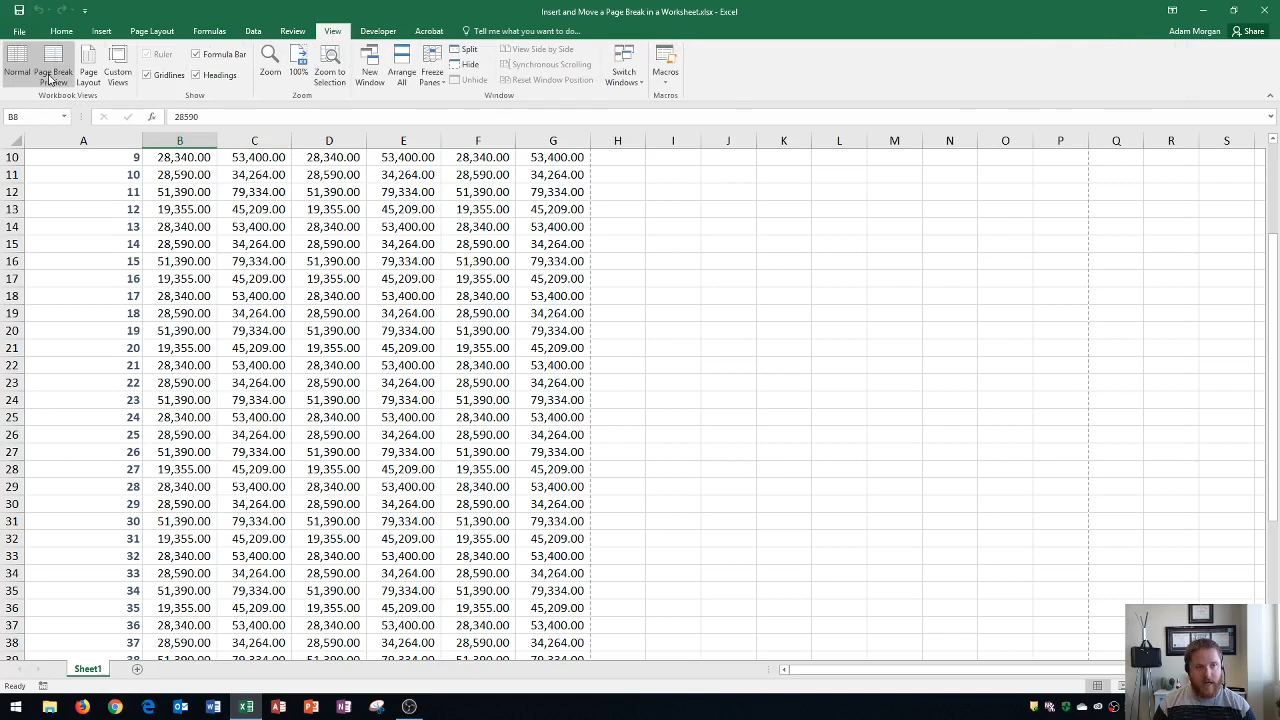 Insert and Move a Page Break in a Worksheet.xlsx - Excel
File Home Insert Page Layout Formulas Data Review View Developer Acrobat Tell me what you want to do... Adam Morgan Share
Normal Page Break Preview Page Layout Custom Views
Ruler Formula Bar
Gridlines Headings
Zoom 100% Zoom to Selection
New Window Arrange All Freeze Panes
Split View Side by Side
Hide Synchronous Scrolling
Unhide Reset Window Position
Switch Windows Macros
Workbook Views Show Zoom Window Macros
B8 fx 28590
A B C D E F G H I J K L M N O P Q R S
10 9 28,340.00 53,400.00 28,340.00 53,400.00 28,340.00 53,400.00
11 10 28,590.00 34,264.00 28,590.00 34,264.00 28,590.00 34,264.00
12 11 51,390.00 79,334.00 51,390.00 79,334.00 51,390.00 79,334.00
13 12 19,355.00 45,209.00 19,355.00 45,209.00 19,355.00 45,209.00
14 13 28,340.00 53,400.00 28,340.00 53,400.00 28,340.00 53,400.00
15 14 28,590.00 34,264.00 28,590.00 34,264.00 28,590.00 34,264.00
16 15 51,390.00 79,334.00 51,390.00 79,334.00 51,390.00 79,334.00
17 16 19,355.00 45,209.00 19,355.00 45,209.00 19,355.00 45,209.00
18 17 28,340.00 53,400.00 28,340.00 53,400.00 28,340.00 53,400.00
19 18 28,590.00 34,264.00 28,590.00 34,264.00 28,590.00 34,264.00
20 19 51,390.00 79,334.00 51,390.00 79,334.00 51,390.00 79,334.00
21 20 19,355.00 45,209.00 19,355.00 45,209.00 19,355.00 45,209.00
22 21 28,340.00 53,400.00 28,340.00 53,400.00 28,340.00 53,400.00
23 22 28,590.00 34,264.00 28,590.00 34,264.00 28,590.00 34,264.00
24 23 51,390.00 79,334.00 51,390.00 79,334.00 51,390.00 79,334.00
25 24 28,340.00 53,400.00 28,340.00 53,400.00 28,340.00 53,400.00
26 25 28,590.00 34,264.00 28,590.00 34,264.00 28,590.00 34,264.00
27 26 51,390.00 79,334.00 51,390.00 79,334.00 51,390.00 79,334.00
28 27 19,355.00 45,209.00 19,355.00 45,209.00 19,355.00 45,209.00
29 28 28,340.00 53,400.00 28,340.00 53,400.00 28,340.00 53,400.00
30 29 28,590.00 34,264.00 28,590.00 34,264.00 28,590.00 34,264.00
31 30 51,390.00 79,334.00 51,390.00 79,334.00 51,390.00 79,334.00
32 31 19,355.00 45,209.00 19,355.00 45,209.00 19,355.00 45,209.00
33 32 28,340.00 53,400.00 28,340.00 53,400.00 28,340.00 53,400.00
34 33 28,590.00 34,264.00 28,590.00 34,264.00 28,590.00 34,264.00
35 34 51,390.00 79,334.00 51,390.00 79,334.00 51,390.00 79,334.00
36 35 19,355.00 45,209.00 19,355.00 45,209.00 19,355.00 45,209.00
37 36 28,340.00 53,400.00 28,340.00 53,400.00 28,340.00 53,400.00
38 37 28,590.00 34,264.00 28,590.00 34,264.00 28,590.00 34,264.00
Sheet1
Ready